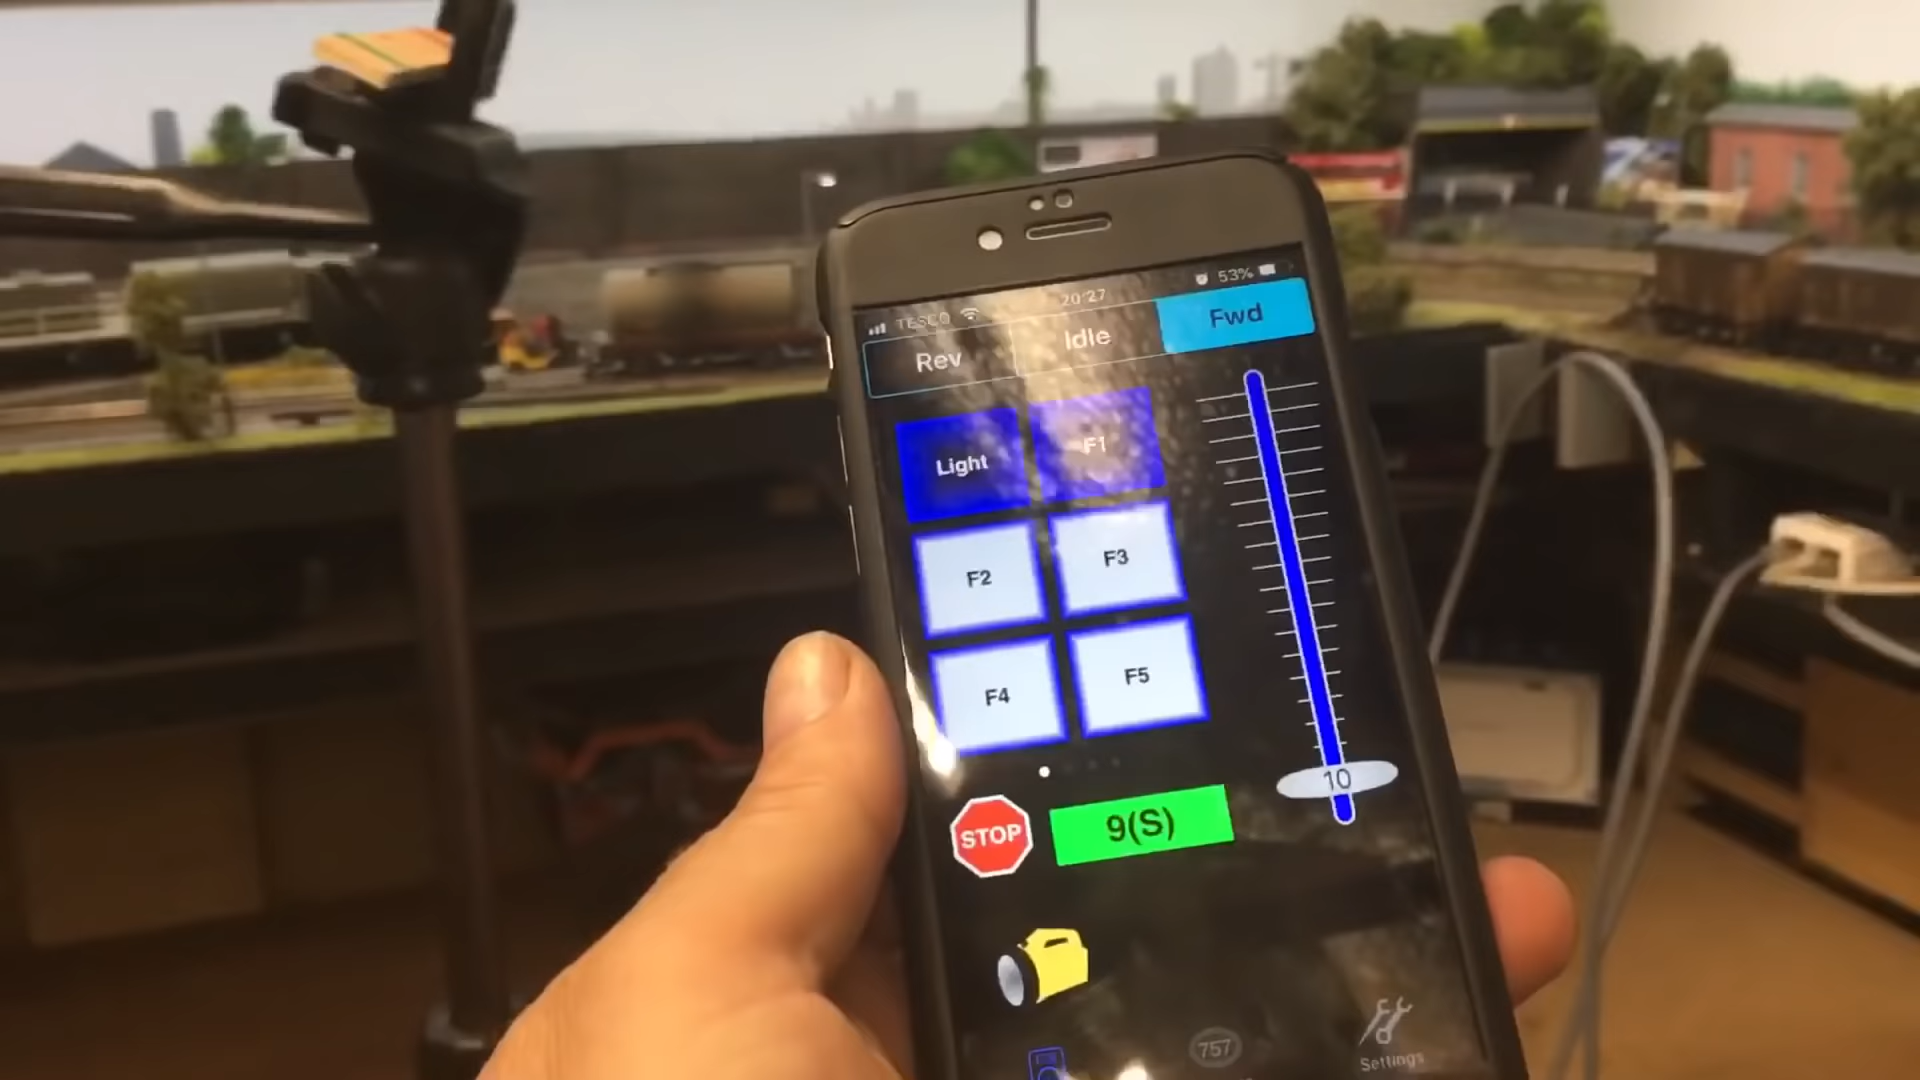 TESCO 20:27 53%
Rev Idle Fwd
Light F1
F2 F3
F4 F5
10
STOP 9(S)
757
Settings